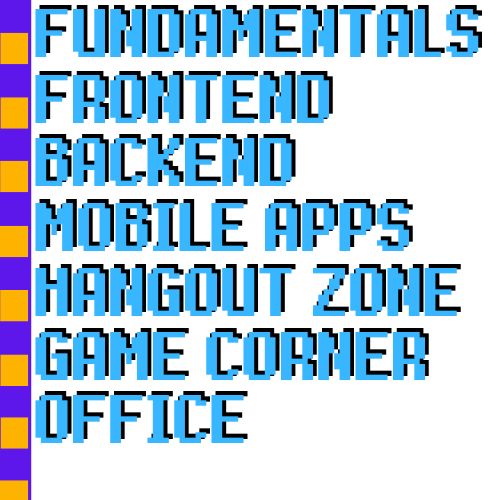 FUNDAMENTALS
FRONTEND
BACKEND
MOBILE APPS
HANGOUT ZONE
GAME CORNER
OFFICE